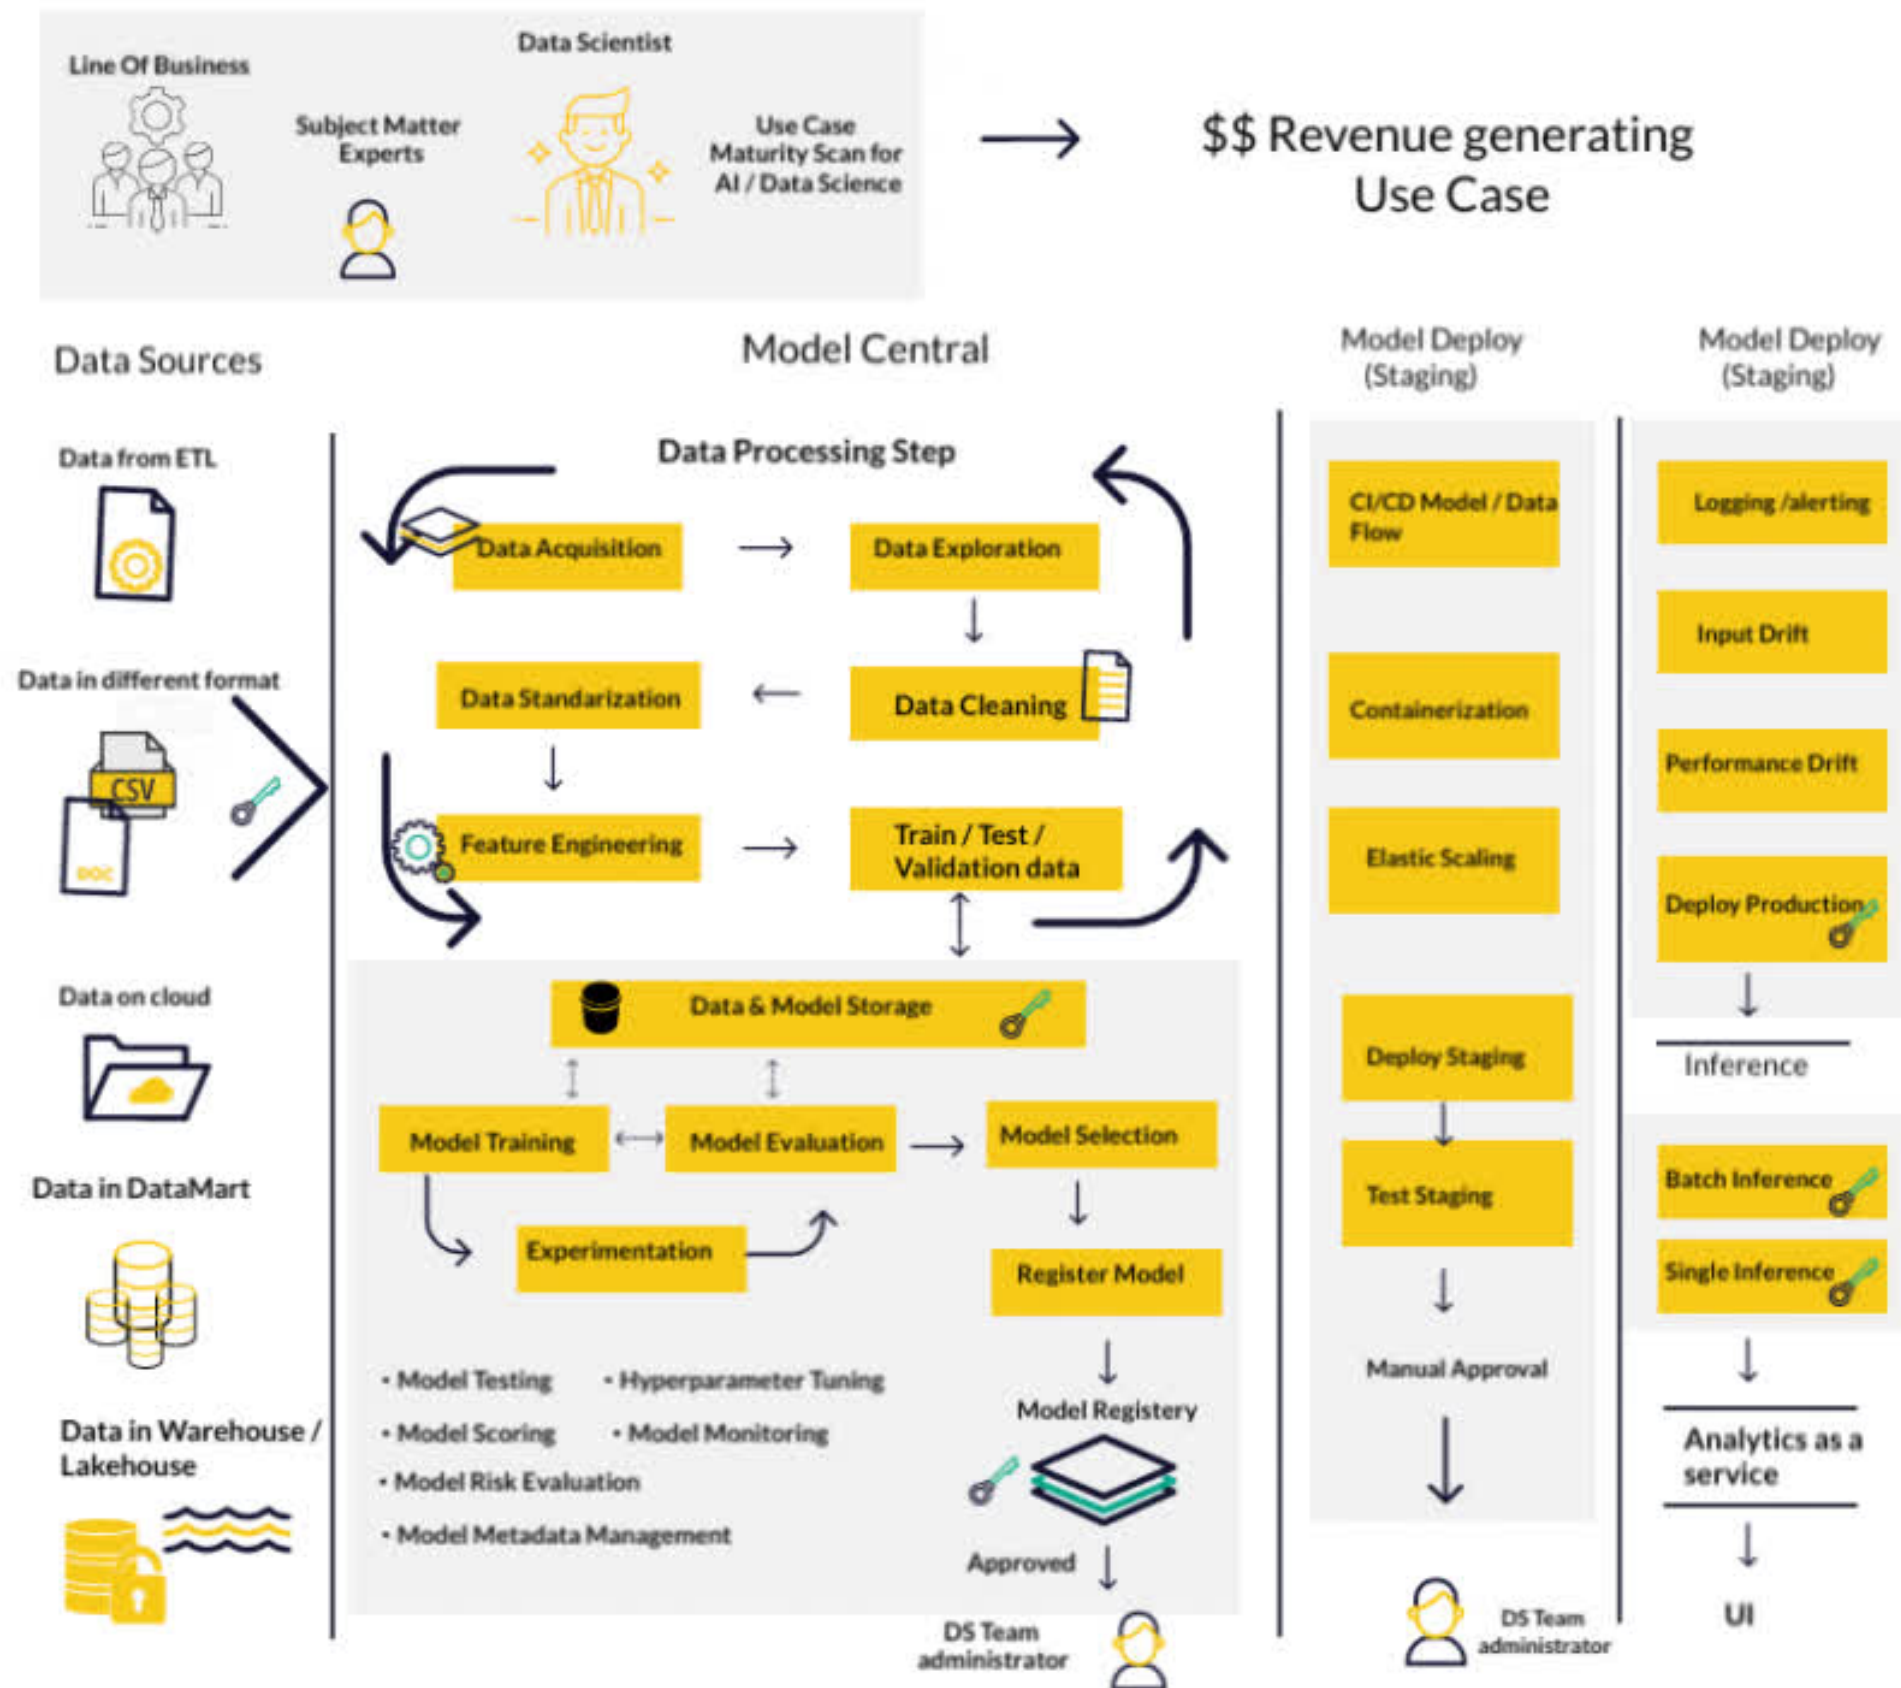 Line Of Business
Subject Matter
Experts
Data Scientist
Use Case
Maturity Scan for
AI / Data Science
$$ Revenue generating
Use Case
Data Sources
Data from ETL
Data in different format
CSV
DOC
Data on cloud
Data in DataMart
Data in Warehouse /
Lakehouse
Model Central
Data Processing Step
Data Acquisition
Data Exploration
Data Standarization
Data Cleaning
Feature Engineering
Train / Test /
Validation data
Data & Model Storage
Model Training
Model Evaluation
Model Selection
Experimentation
Register Model
• Model Testing
• Hyperparameter Tuning
• Model Scoring
• Model Monitoring
• Model Risk Evaluation
• Model Metadata Management
Model Registery
Approved
DS Team
administrator
Model Deploy
(Staging)
CI/CD Model / Data
Flow
Containerization
Elastic Scaling
Deploy Staging
Test Staging
Manual Approval
DS Team
administrator
Model Deploy
(Staging)
Logging /alerting
Input Drift
Performance Drift
Deploy Production
Inference
Batch Inference
Single Inference
Analytics as a
service
UI